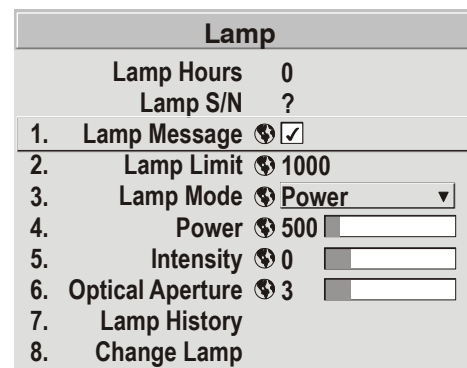 Lamp
Lamp Hours 0
Lamp S/N ?
1. Lamp Message
2. Lamp Limit 1000
3. Lamp Mode Power
4. Power 500
5. Intensity 0
6. Optical Aperture 3
7. Lamp History
8. Change Lamp